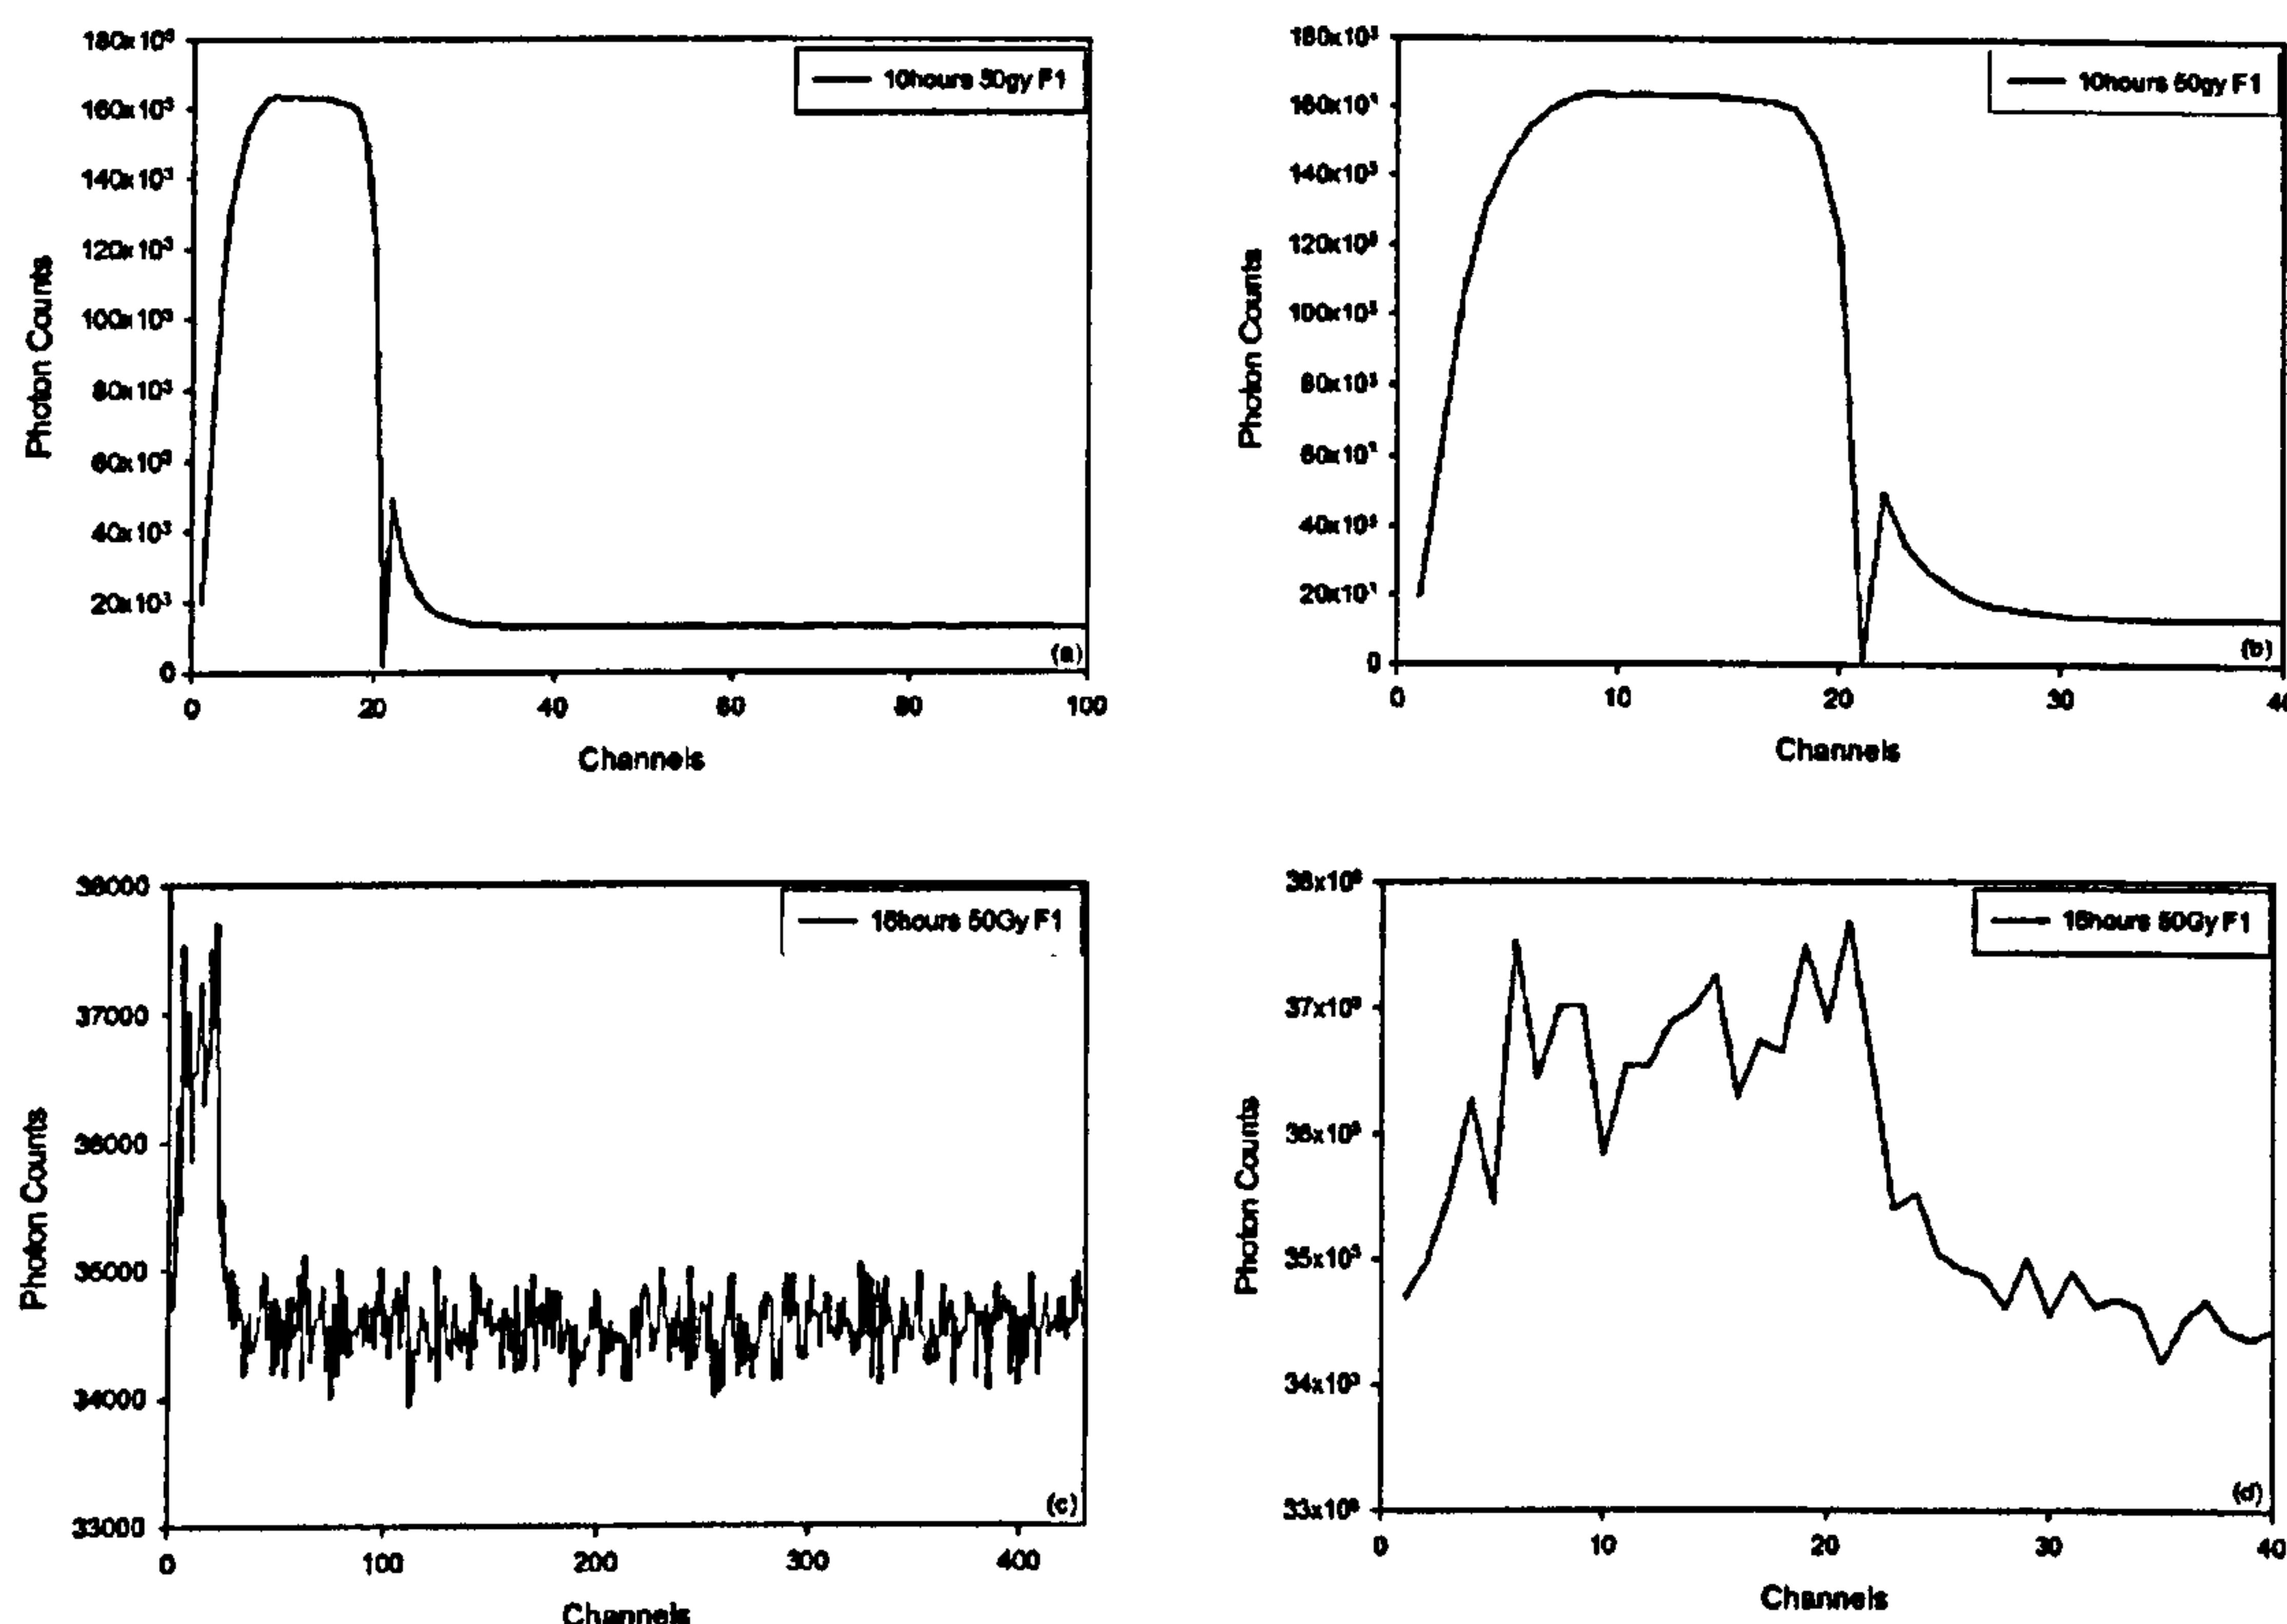 180x10³
160x10³
140x10³
120x10³
100x10³
80x10³
60x10³
40x10³
20x10³
0
Photon Counts
10hours 50gy F1
(a)
0 20 40 60 80 100
Channels
180x10³
160x10³
140x10³
120x10³
100x10³
80x10³
60x10³
40x10³
20x10³
0
Photon Counts
10hours 50gy F1
(b)
0 10 20 30
Channels
38000
37000
36000
35000
34000
33000
Photon Counts
50Gy F1
(c)
0 100 200 300 400
Channels
38x10³
37x10³
36x10³
35x10³
34x10³
33x10³
Photon Counts
50Gy F1
(d)
0 10 20 30 40
Channels